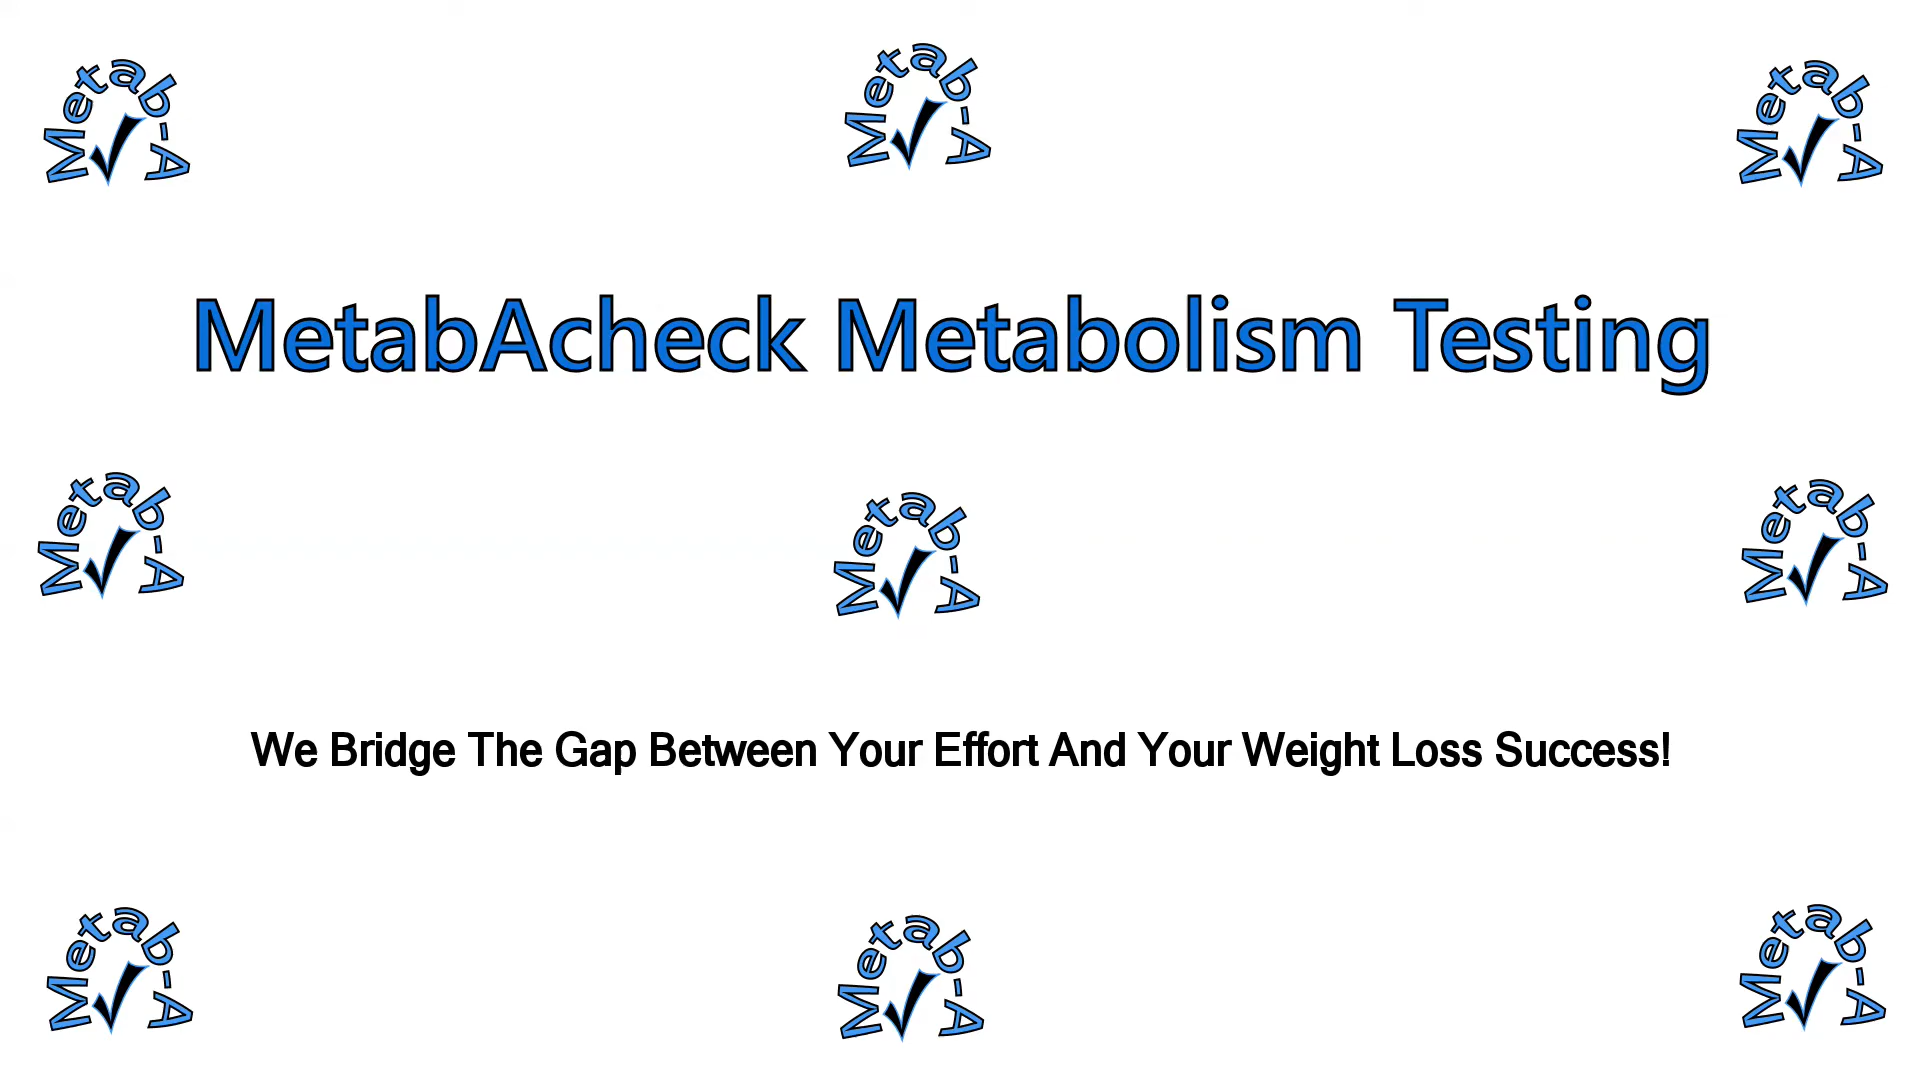 Metab-A Metab-A Metab-A
MetabAcheck Metabolism Testing
Metab-A Metab-A Metab-A
We Bridge The Gap Between Your Effort And Your Weight Loss Success!
Metab-A Metab-A Metab-A